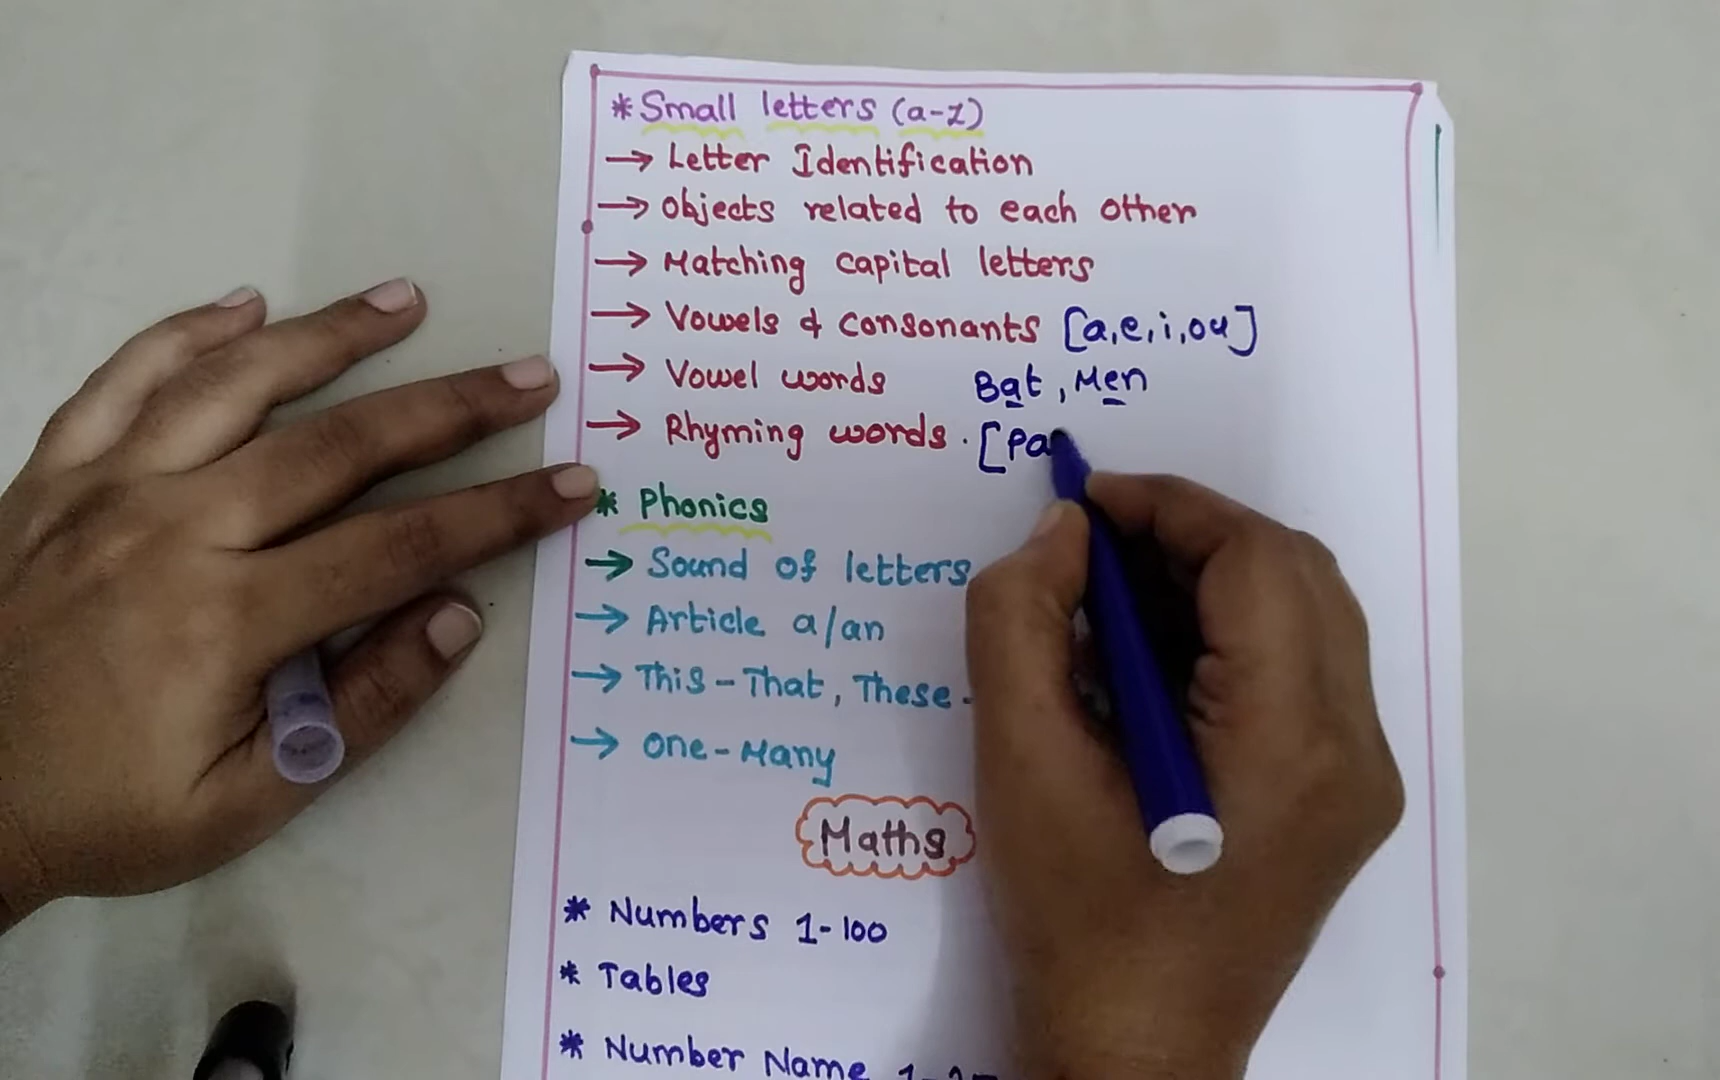 * Small letters (a-z)
→ Letter Identification
→ Objects related to each other
→ Matching capital letters
→ Vowels & consonants [a,e,i,ou]
→ Vowel words Bat, Men
→ Rhyming words. [Pa
* Phonics
→ Sound of letters
→ Article a/an
→ This-That, These-
→ One-Many
Maths
* Numbers 1-100
* Tables
* Number Name